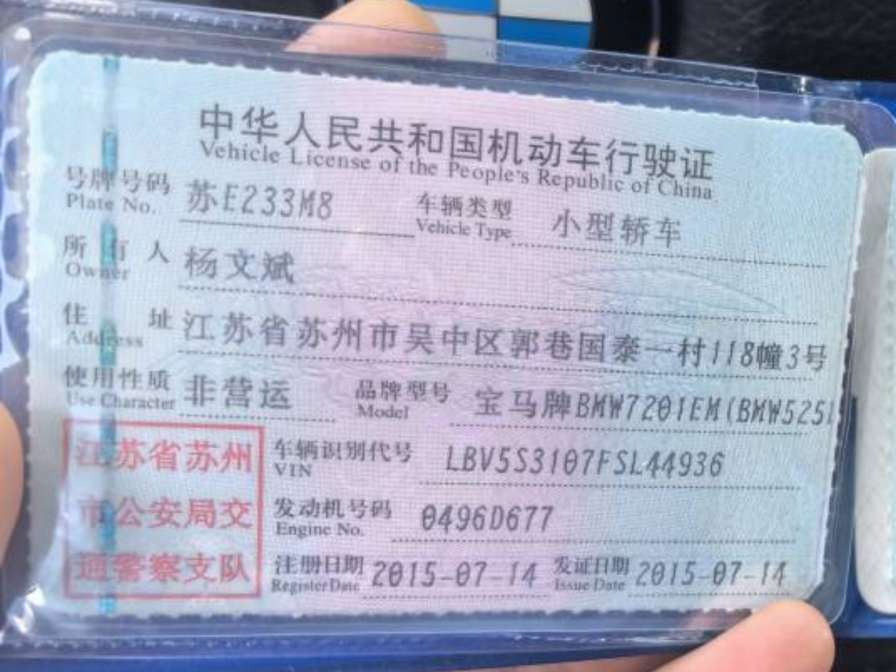 中华人民共和国机动车行驶证
Vehicle License of the People's Republic of China
号牌号码 苏E233M8 车辆类型 小型轿车
Plate No. Vehicle Type
所有人 杨文斌
Owner
住址 江苏省苏州市吴中区郭巷国泰一村118幢3号
Address
使用性质 非营运 品牌型号 宝马牌BMW7201EM(BMW525L
Use Character Model
江苏省苏州 车辆识别代号 LBV5S3107FSL44936
VIN
市公安局交 发动机号码 0496D677
Engine No.
通警察支队 注册日期 2015-07-14 发证日期 2015-07-14
Register Date Issue Date